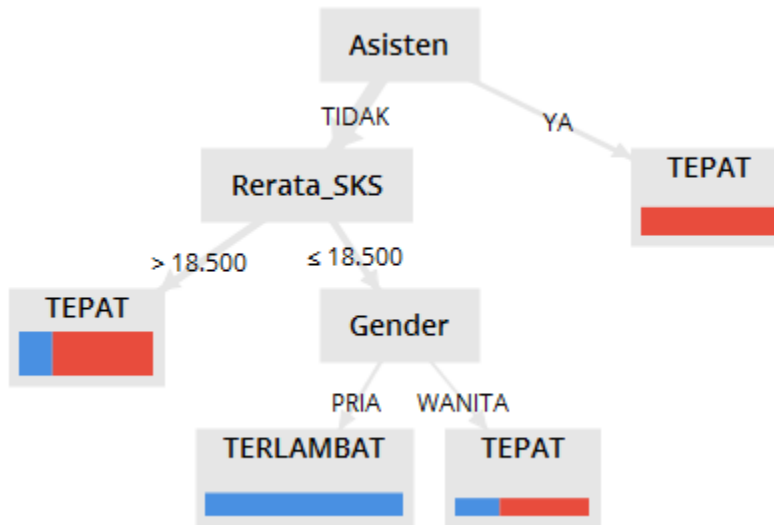 Asisten
TIDAK
YA
Rerata_SKS
TEPAT
> 18.500
≤ 18.500
TEPAT
Gender
PRIA
WANITA
TERLAMBAT
TEPAT